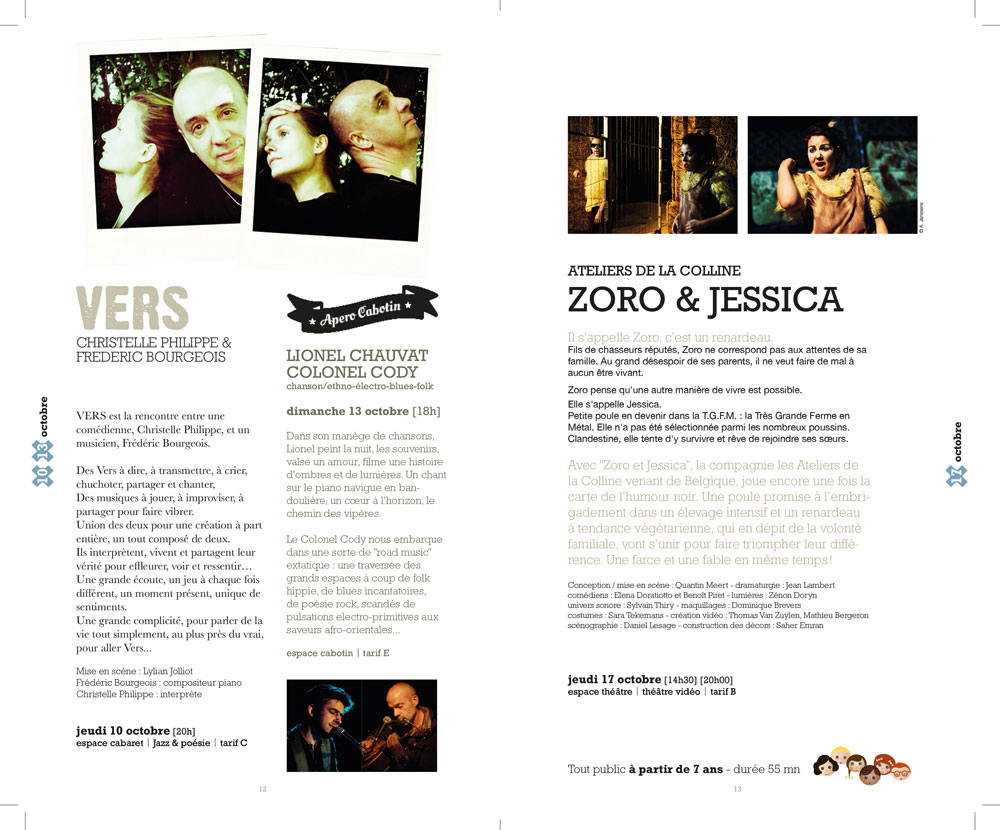 VERS
CHRISTELLE PHILIPPE &
FREDERIC BOURGEOIS
VERS est la rencontre entre une
comédienne, Christelle Philippe, et un
musicien, Frédéric Bourgeois.
Des Vers à dire, à transmettre, à crier,
chuchoter, partager et chanter,
Des musiques à jouer, à improviser, à
partager pour faire vibrer.
Union des deux pour une création à part
entière, un tout composé de deux.
Ils interprètent, vivent et partagent leur
vérité pour effleurer, voir et ressentir…
Une grande écoute, un jeu à chaque fois
différent, un moment présent, unique de
sentiments.
Une grande complicité, pour parler de la
vie tout simplement, au plus près du vrai,
pour aller Vers...
Mise en scène : Lylian Jolliot
Frédéric Bourgeois : compositeur piano
Christelle Philippe : interprète
jeudi 10 octobre [20h]
espace cabaret | Jazz & poésie | tarif C
10 13 octobre
Apero Cabotin
LIONEL CHAUVAT
COLONEL CODY
chanson/ethno-électro-blues-folk
dimanche 13 octobre [18h]
Dans son manège de chansons,
Lionel peint la nuit, les souvenirs,
valse un amour, filme une histoire
d'ombres et de lumières. Un chant
sur le piano navigue en ban-
doulière, un cœur à l'horizon, le
chemin des vipères.
Le Colonel Cody nous embarque
dans une sorte de "road music"
extatique : une traversée des
grands espaces à coup de folk
hippie, de blues incantatoires,
de poésie rock, scandés de
pulsations electro-primitives aux
saveurs afro-orientales...
espace cabotin | tarif E
12
© A. Janssens
ATELIERS DE LA COLLINE
ZORO & JESSICA
Il s'appelle Zoro, c'est un renardeau.
Fils de chasseurs réputés, Zoro ne correspond pas aux attentes de sa
famille. Au grand désespoir de ses parents, il ne veut faire de mal à
aucun être vivant.
Zoro pense qu'une autre manière de vivre est possible.
Elle s'appelle Jessica.
Petite poule en devenir dans la T.G.F.M. : la Très Grande Ferme en
Métal. Elle n'a pas été sélectionnée parmi les nombreux poussins.
Clandestine, elle tente d'y survivre et rêve de rejoindre ses sœurs.
Avec "Zoro et Jessica", la compagnie les Ateliers de
la Colline venant de Belgique, joue encore une fois la
carte de l'humour noir. Une poule promise à l'embri-
gadement dans un élevage intensif et un renardeau
à tendance végétarienne, qui en dépit de la volonté
familiale, vont s'unir pour faire triompher leur diffé-
rence. Une farce et une fable en même temps !
Conception / mise en scène : Quantin Meert - dramaturgie : Jean Lambert
comédiens : Elena Doratiotto et Benoît Piret - lumières : Zénon Doryn
univers sonore : Sylvain Thiry - maquillages : Dominique Brevers
costumes : Sara Tekemans - création vidéo : Thomas Van Zuylen, Mathieu Bergeron
scénographie : Daniel Lesage - construction des décors : Saher Emran
jeudi 17 octobre [14h30] [20h00]
espace théâtre | théâtre vidéo | tarif B
Tout public à partir de 7 ans - durée 55 mn
13
17 octobre